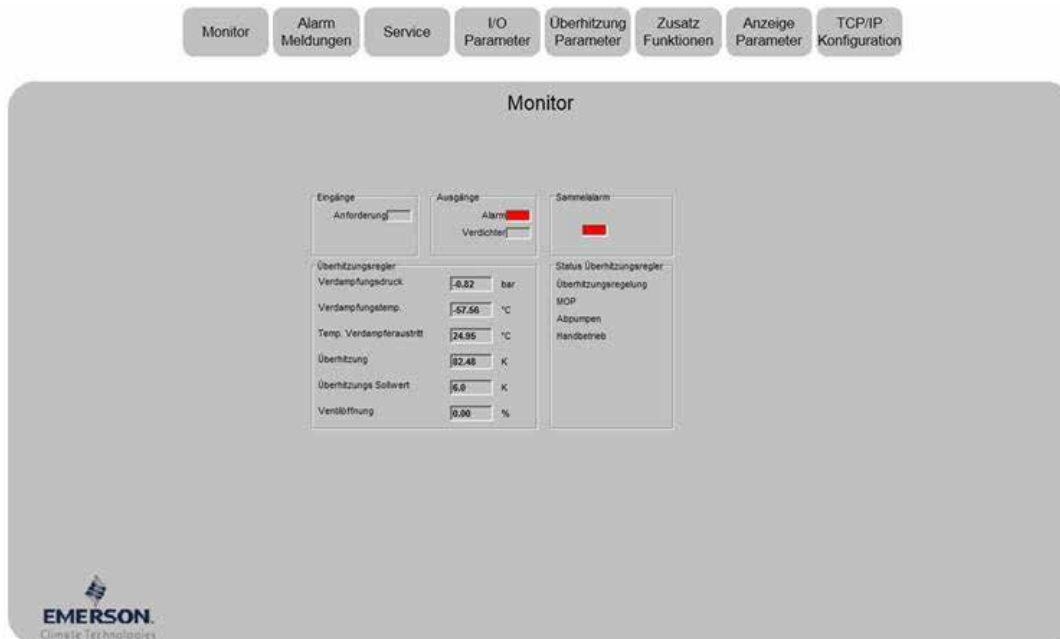 Monitor
Alarm
Meldungen
Service
I/O
Parameter
Überhitzung
Parameter
Zusatz
Funktionen
Anzeige
Parameter
TCP/IP
Konfiguration
Monitor
Eingänge
Anforderung
Ausgänge
Alarm
Verdichter
Sammelalarm
Überhitzungsregler
Verdampfungsdruck -0.82 bar
Verdampfungstemp. -57.56 °C
Temp. Verdampferaustritt 24.95 °C
Überhitzung 82.48 K
Überhitzungs Sollwert 6.0 K
Ventilöffnung 0.00 %
Status Überhitzungsregler
Überhitzungsregelung
MOP
Abpumpen
Handbetrieb
EMERSON.
Climate Technologies